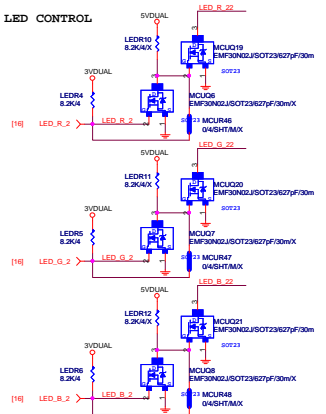 LED CONTROL
LED_R_22
5VDUAL
LEDR10
8.2K/4/X
MCUQ19
EMF30N02J/SOT23/627pF/30m
SOT23
3VDUAL
LEDR4
8.2K/4
MCUQ6
EMF30N02J/SOT23/627pF/30m/X
[16] LED_R_2 LED_R_2
SOT23 MCUR46
0/4/SHT/M/X
LED_G_22
5VDUAL
LEDR11
8.2K/4/X
MCUQ20
EMF30N02J/SOT23/627pF/30m
SOT23
3VDUAL
LEDR5
8.2K/4
MCUQ7
EMF30N02J/SOT23/627pF/30m/X
[16] LED_G_2 LED_G_2
SOT23 MCUR47
0/4/SHT/M/X
LED_B_22
5VDUAL
LEDR12
8.2K/4/X
MCUQ21
EMF30N02J/SOT23/627pF/30m
SOT23
3VDUAL
LEDR6
8.2K/4
MCUQ8
EMF30N02J/SOT23/627pF/30m/X
[16] LED_B_2 LED_B_2
SOT23 MCUR48
0/4/SHT/M/X